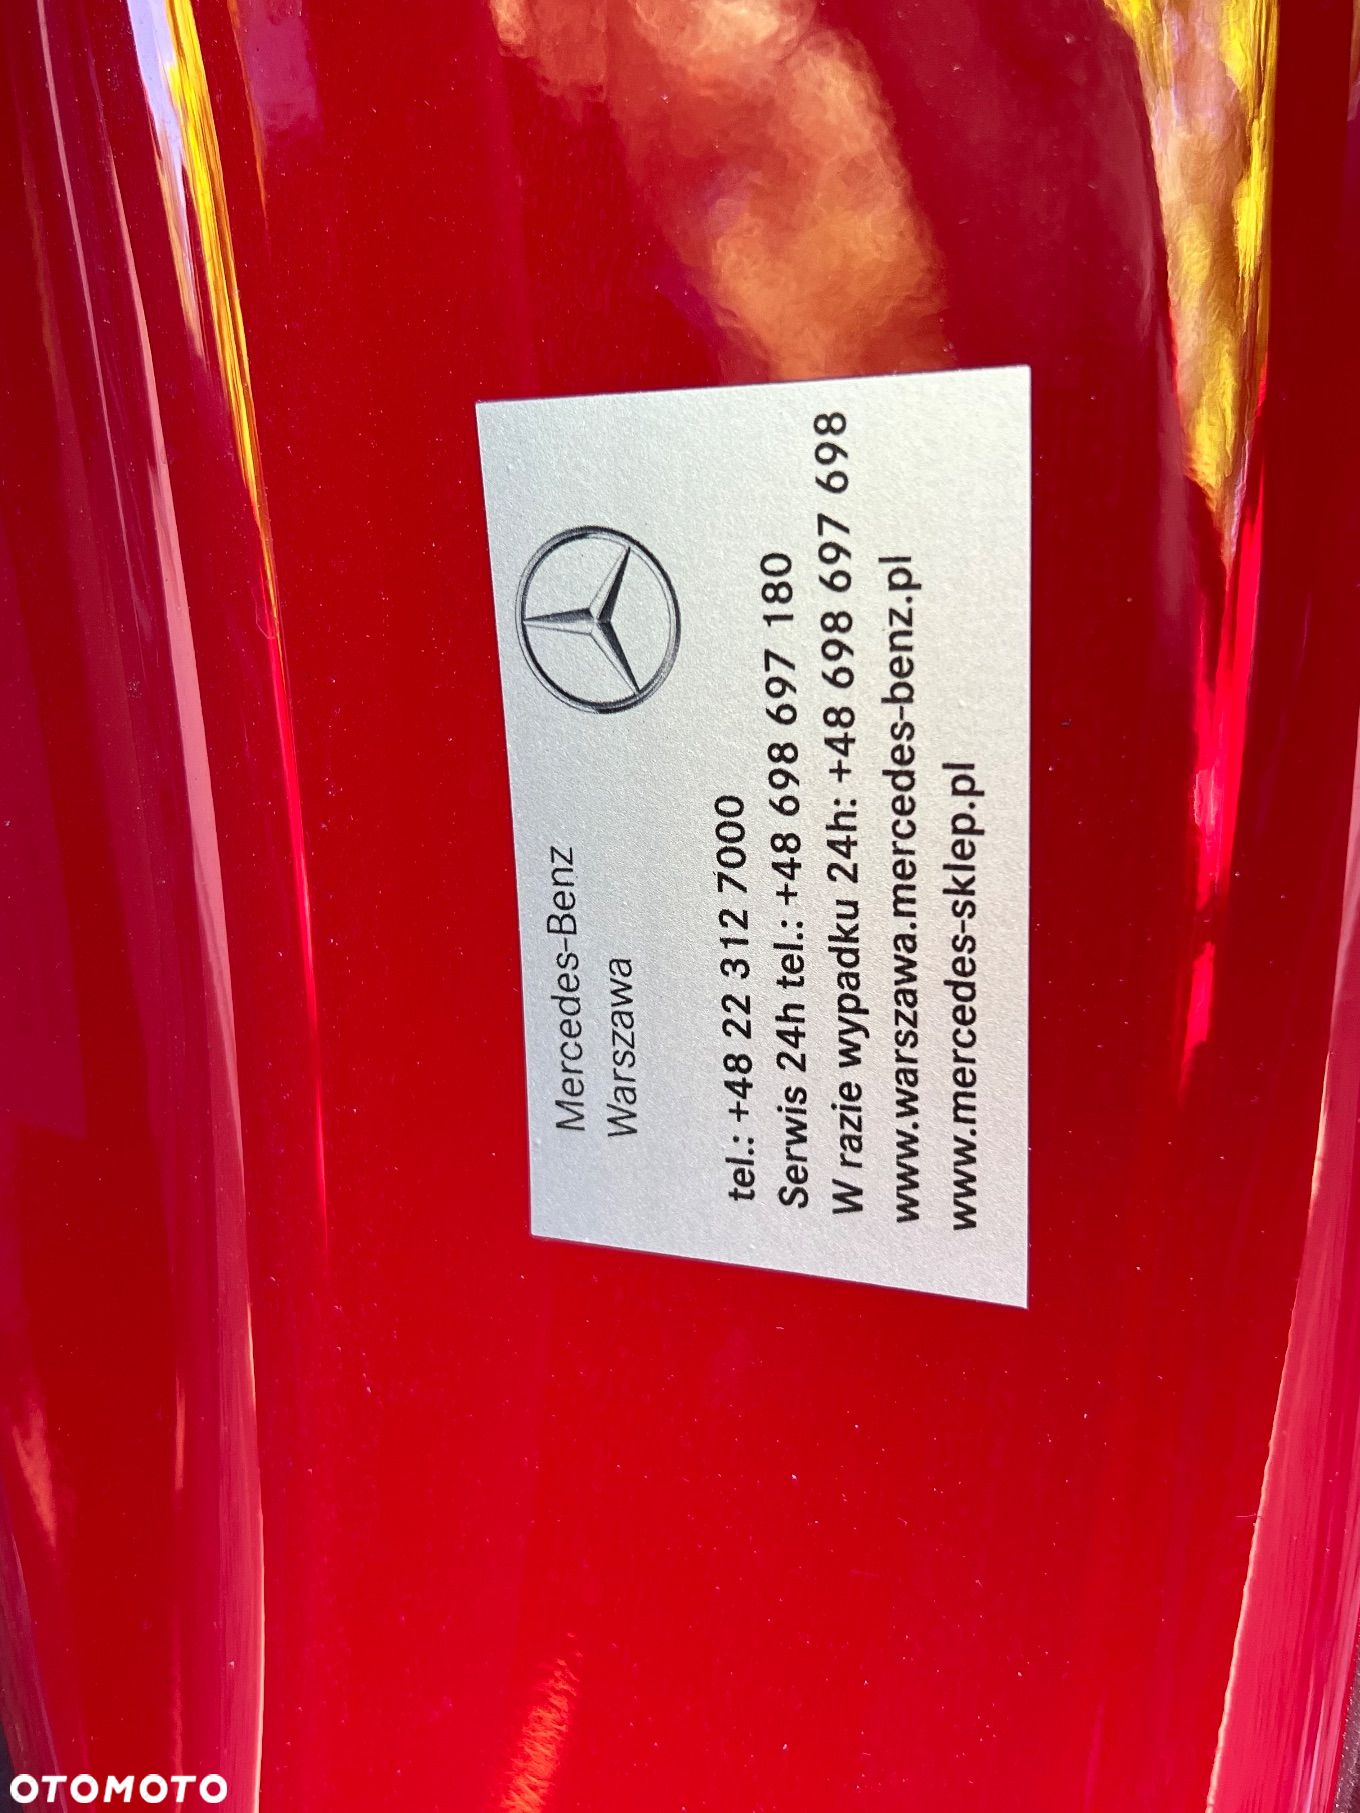 Mercedes-Benz
Warszawa
tel.: +48 22 312 7000
Serwis 24h tel.: +48 698 697 180
W razie wypadku 24h: +48 698 697 698
www.warszawa.mercedes-benz.pl
www.mercedes-sklep.pl
OTOMOTO